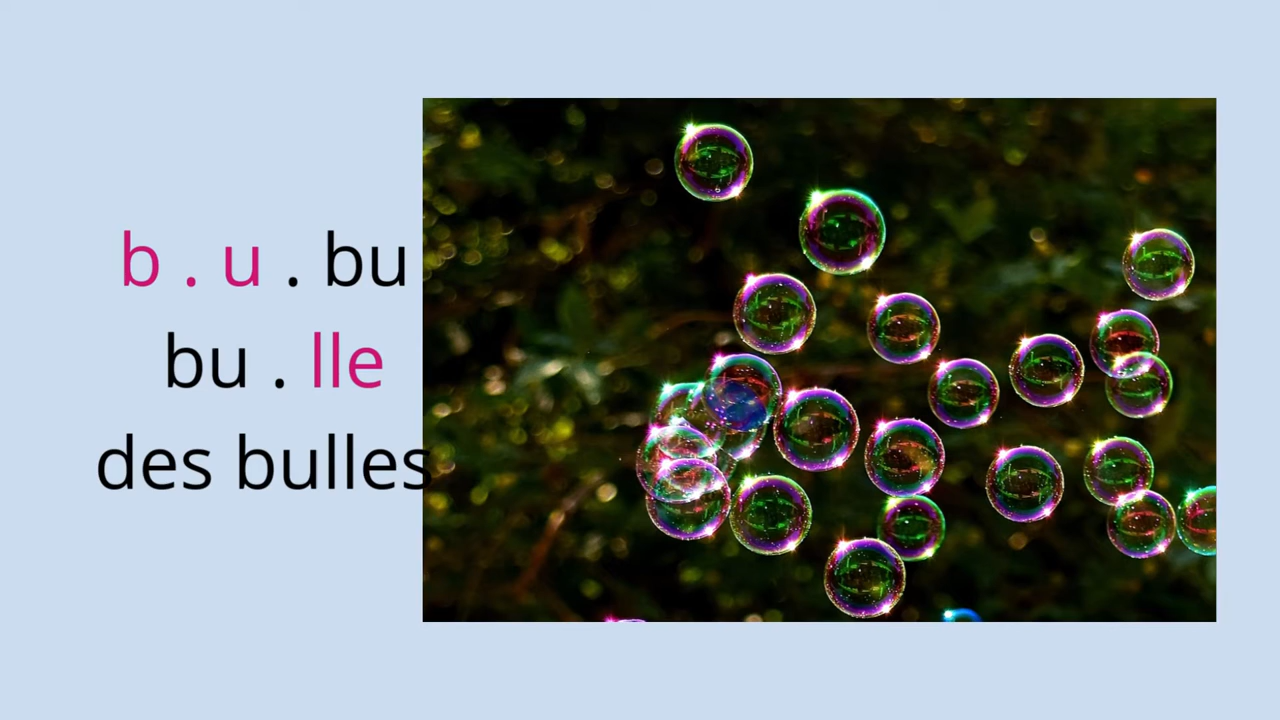 b . u . bu
bu . lle
des bulles